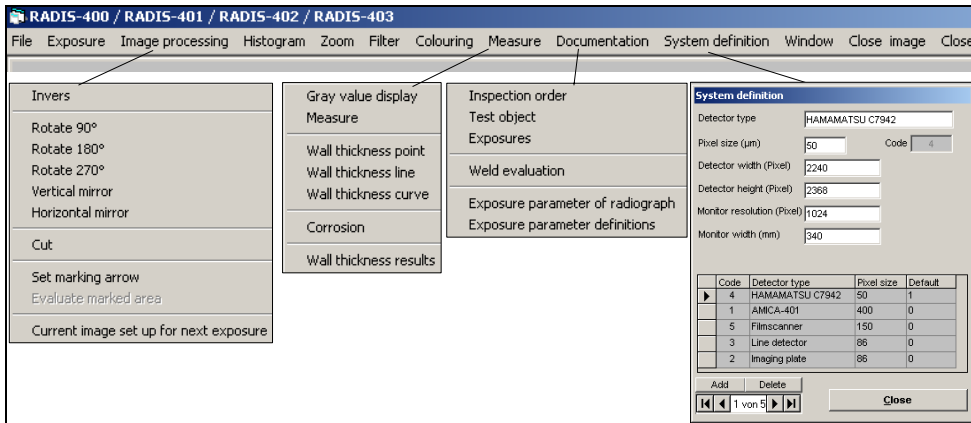 RADIS-400 / RADIS-401 / RADIS-402 / RADIS-403
File Exposure Image processing Histogram Zoom Filter Colouring Measure Documentation System definition Window Close image Close
Invers
Rotate 90°
Rotate 180°
Rotate 270°
Vertical mirror
Horizontal mirror
Cut
Set marking arrow
Evaluate marked area
Current image set up for next exposure
Gray value display
Measure
Wall thickness point
Wall thickness line
Wall thickness curve
Corrosion
Wall thickness results
Inspection order
Test object
Exposures
Weld evaluation
Exposure parameter of radiograph
Exposure parameter definitions
System definition
Detector type HAMAMATSU C7942
Pixel size (µm) 50 Code 4
Detector width (Pixel) 2240
Detector height (Pixel) 2368
Monitor resolution (Pixel) 1024
Monitor width (mm) 340
Code Detector type Pixel size Default
4 HAMAMATSU C7942 50 1
1 AMICA-401 400 0
5 Filmscanner 150 0
3 Line detector 86 0
2 Imaging plate 86 0
Add Delete
1 von 5 Close